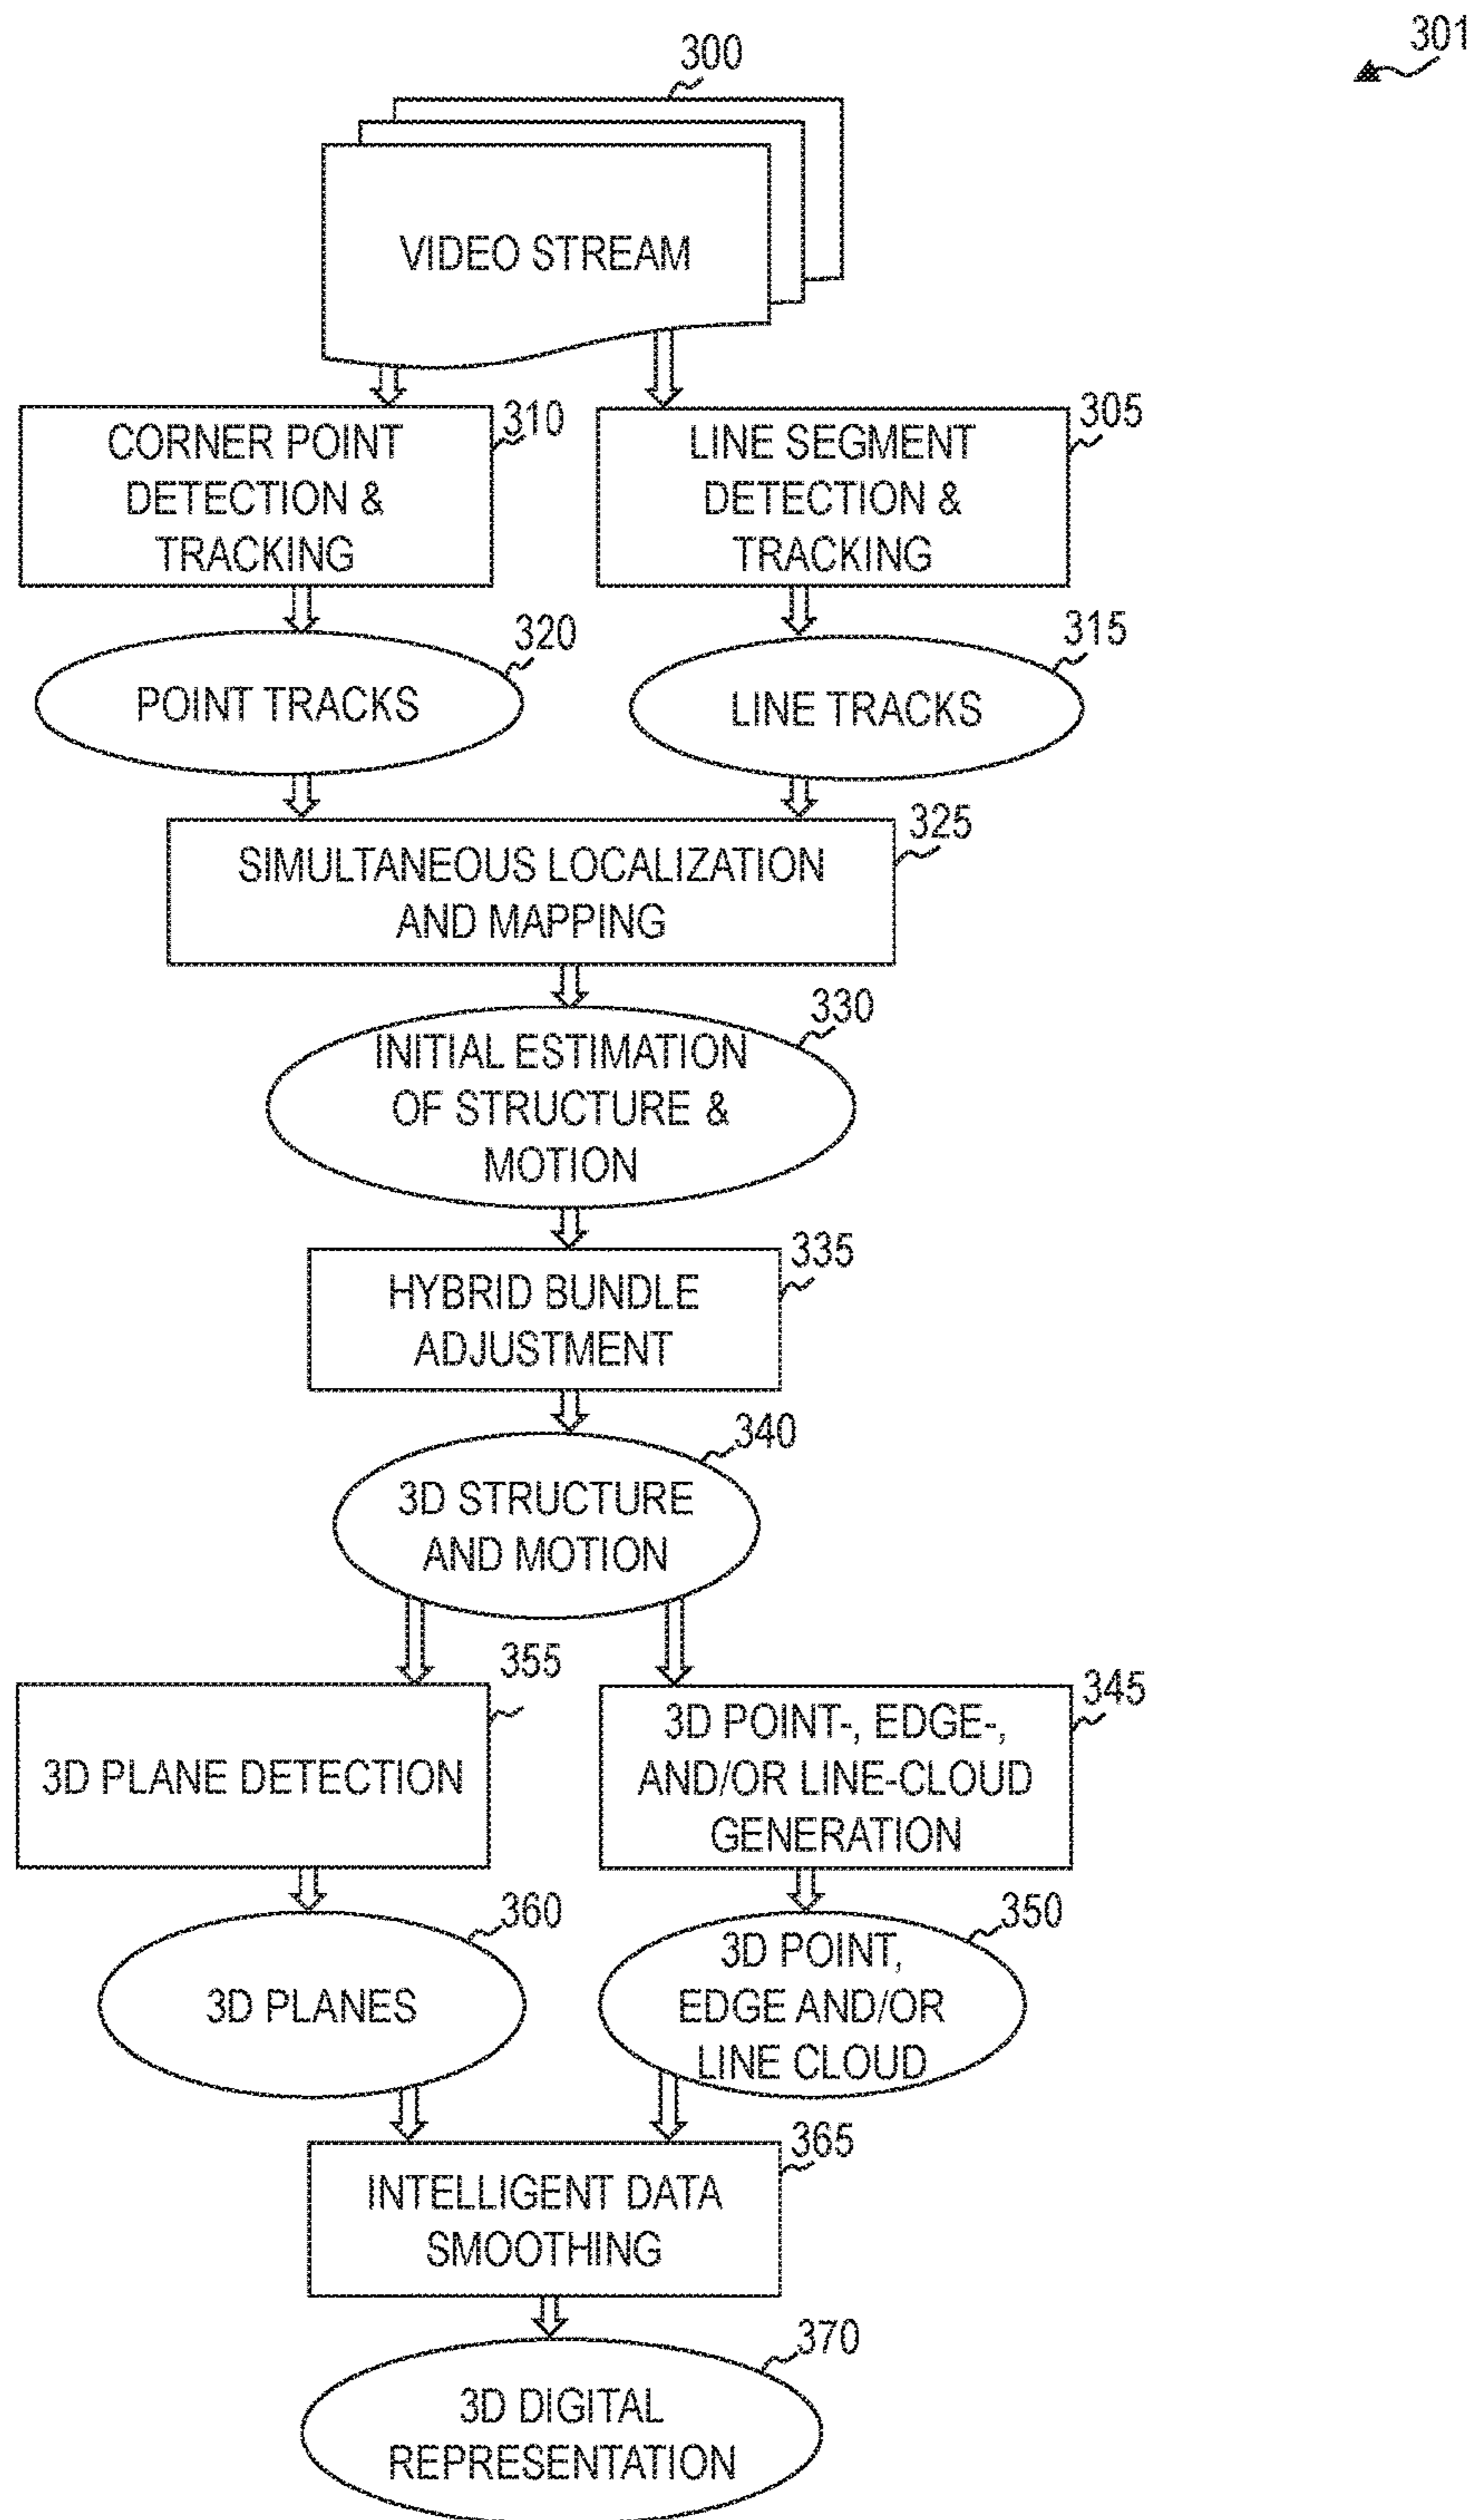 301
300
VIDEO STREAM
310
CORNER POINT
DETECTION &
TRACKING
305
LINE SEGMENT
DETECTION &
TRACKING
320
POINT TRACKS
315
LINE TRACKS
325
SIMULTANEOUS LOCALIZATION
AND MAPPING
330
INITIAL ESTIMATION
OF STRUCTURE &
MOTION
335
HYBRID BUNDLE
ADJUSTMENT
340
3D STRUCTURE
AND MOTION
355
3D PLANE DETECTION
345
3D POINT-, EDGE-,
AND/OR LINE-CLOUD
GENERATION
360
3D PLANES
350
3D POINT,
EDGE AND/OR
LINE CLOUD
365
INTELLIGENT DATA
SMOOTHING
370
3D DIGITAL
REPRESENTATION